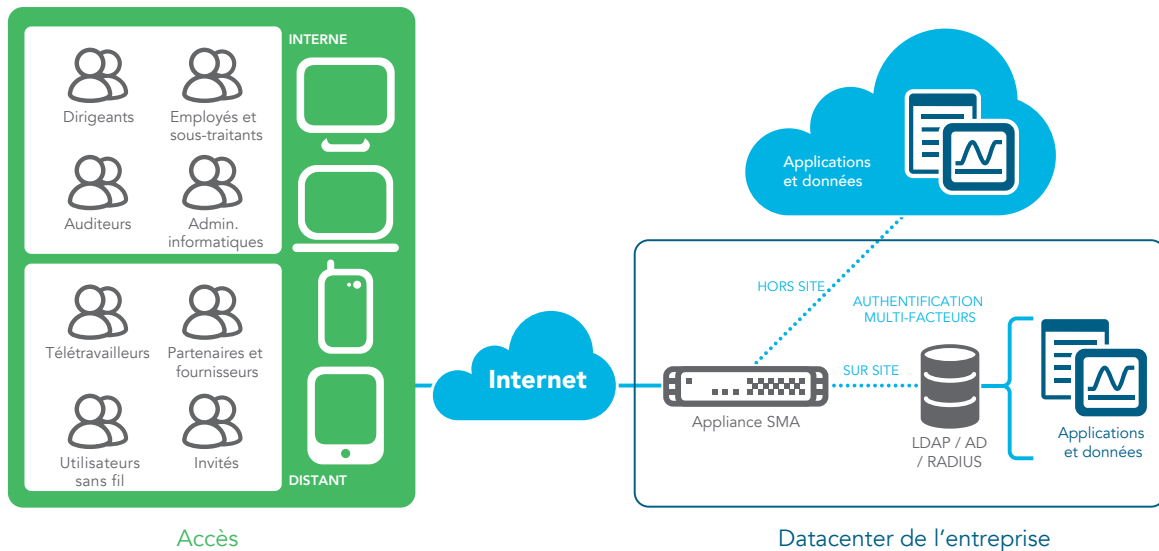 INTERNE
Dirigeants
Employés et
sous-traitants
Auditeurs
Admin.
informatiques
Télétravailleurs
Partenaires et
fournisseurs
Utilisateurs
sans fil
Invités
DISTANT
Accès
Internet
Applications
et données
HORS SITE
AUTHENTIFICATION
MULTI-FACTEURS
SUR SITE
Appliance SMA
LDAP / AD
/ RADIUS
Applications
et données
Datacenter de l’entreprise